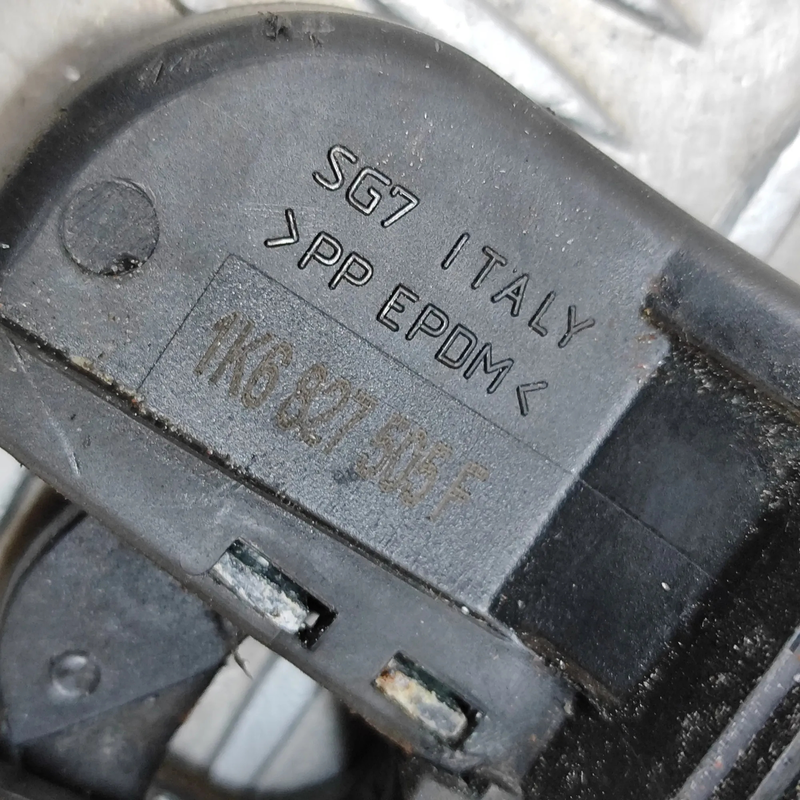 SG7 ITALY
>PP EPDM<
1K6 827 505 F